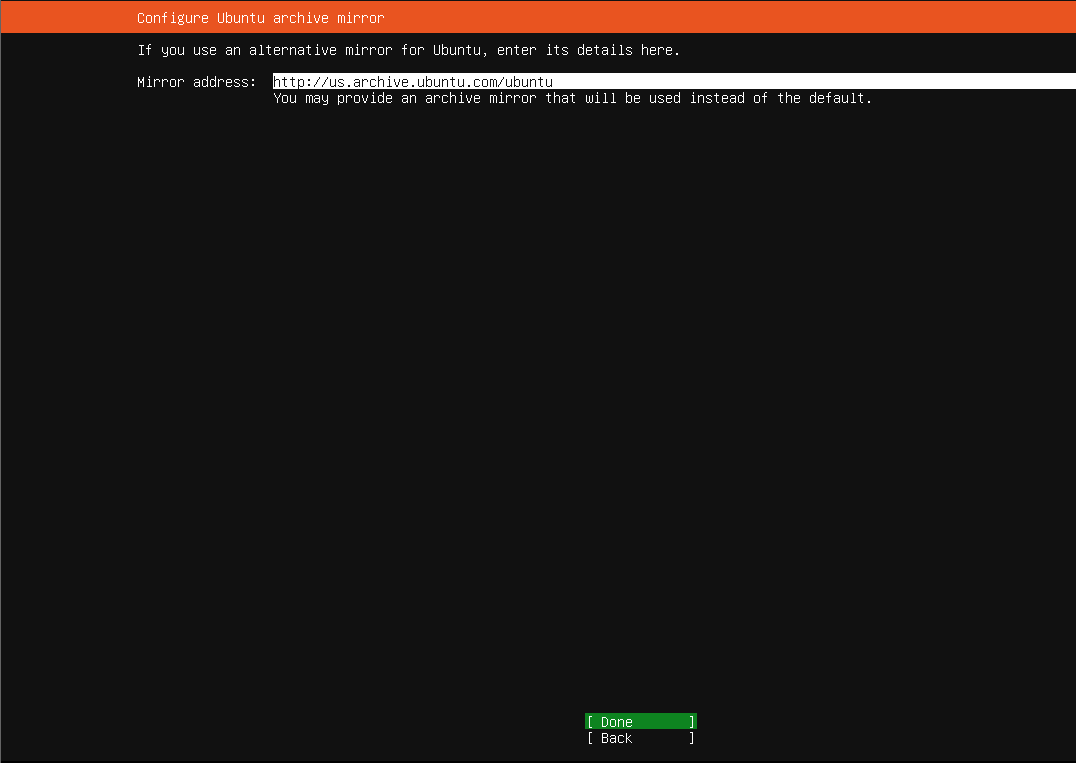 Configure Ubuntu archive mirror
If you use an alternative mirror for Ubuntu, enter its details here.
Mirror address:  http://us.archive.ubuntu.com/ubuntu
You may provide an archive mirror that will be used instead of the default.
[ Done       ]
[ Back       ]